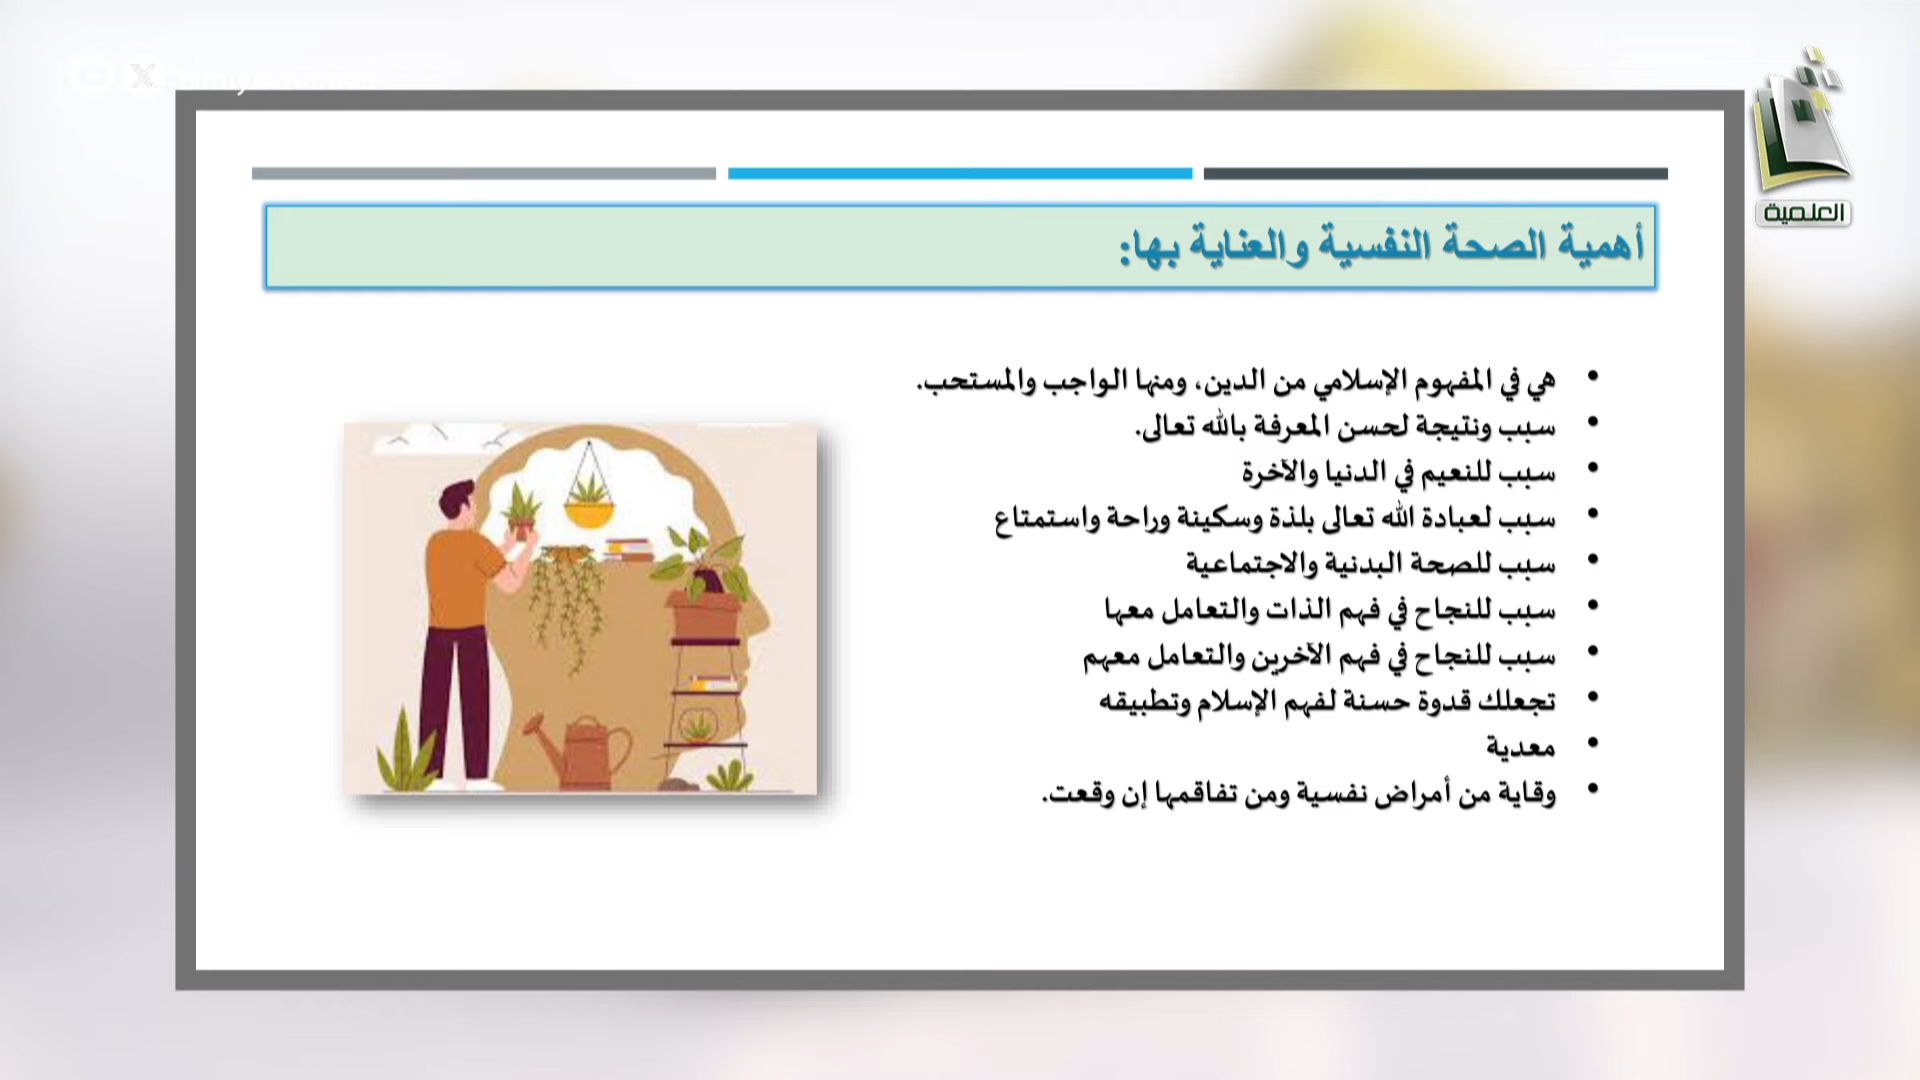 العلمية
أهمية الصحة النفسية والعناية بها:
هي في المفهوم الإسلامي من الدين، ومنها الواجب والمستحب.
سبب ونتيجة لحسن المعرفة بالله تعالى.
سبب للنعيم في الدنيا والآخرة
سبب لعبادة الله تعالى بلذة وسكينة وراحة واستمتاع
سبب للصحة البدنية والاجتماعية
سبب للنجاح في فهم الذات والتعامل معها
سبب للنجاح في فهم الآخرين والتعامل معهم
تجعلك قدوة حسنة لفهم الإسلام وتطبيقه
معدية
وقاية من أمراض نفسية ومن تفاقمها إن وقعت.